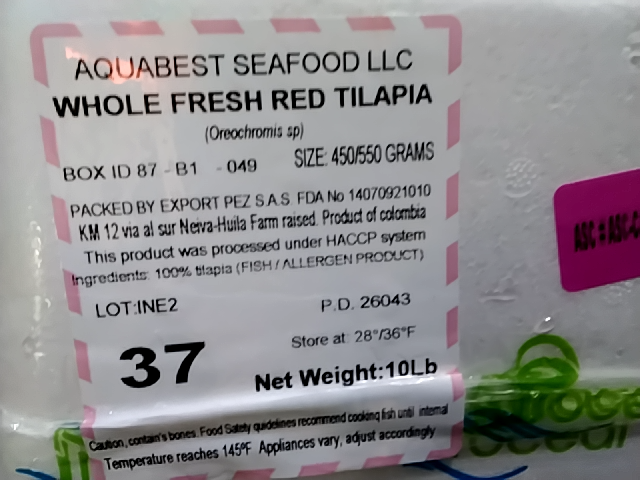 AQUABEST SEAFOOD LLC
WHOLE FRESH RED TILAPIA
(Oreochromis sp)
BOX ID 87 - B1 - 049 SIZE: 450/550 GRAMS
PACKED BY EXPORT PEZ S.A.S. FDA No 14070921010
KM 12 via al sur Neiva-Huila Farm raised. Product of colombia
This product was processed under HACCP system
Ingredients: 100% tilapia (FISH / ALLERGEN PRODUCT)
LOT:INE2 P.D. 26043
37 Store at: 28°/36°F
Net Weight:10Lb
Caution, contain's bones. Food Safety guidelines recommend cooking fish until internal
Temperature reaches 145°F Appliances vary, adjust accordingly
ASC = ASC-C